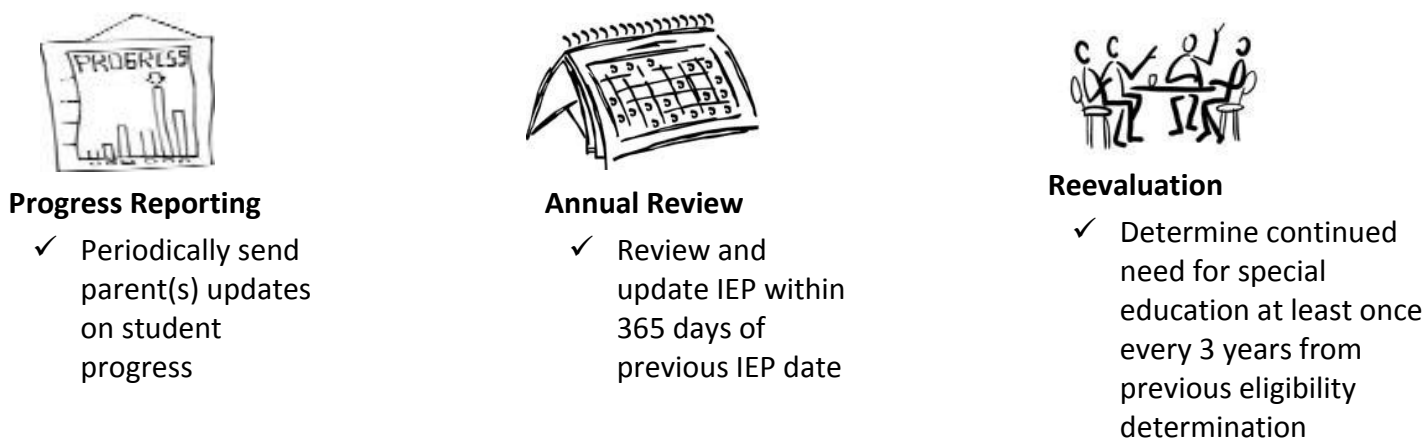 PROGRESS
Progress Reporting
✓ Periodically send
parent(s) updates
on student
progress
Annual Review
✓ Review and
update IEP within
365 days of
previous IEP date
Reevaluation
✓ Determine continued
need for special
education at least once
every 3 years from
previous eligibility
determination